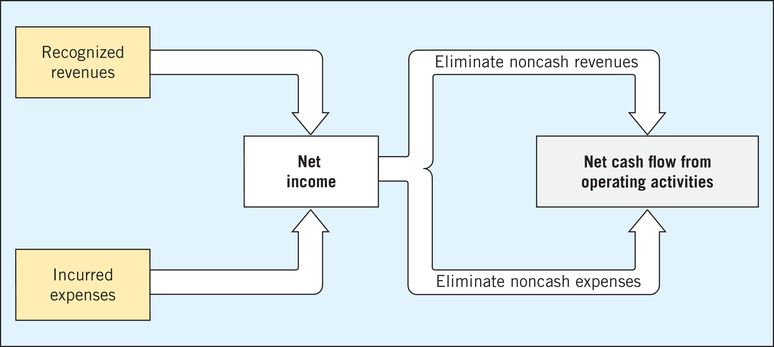 Recognized
revenues
Eliminate noncash revenues
Net
income
Net cash flow from
operating activities
Incurred
expenses
Eliminate noncash expenses